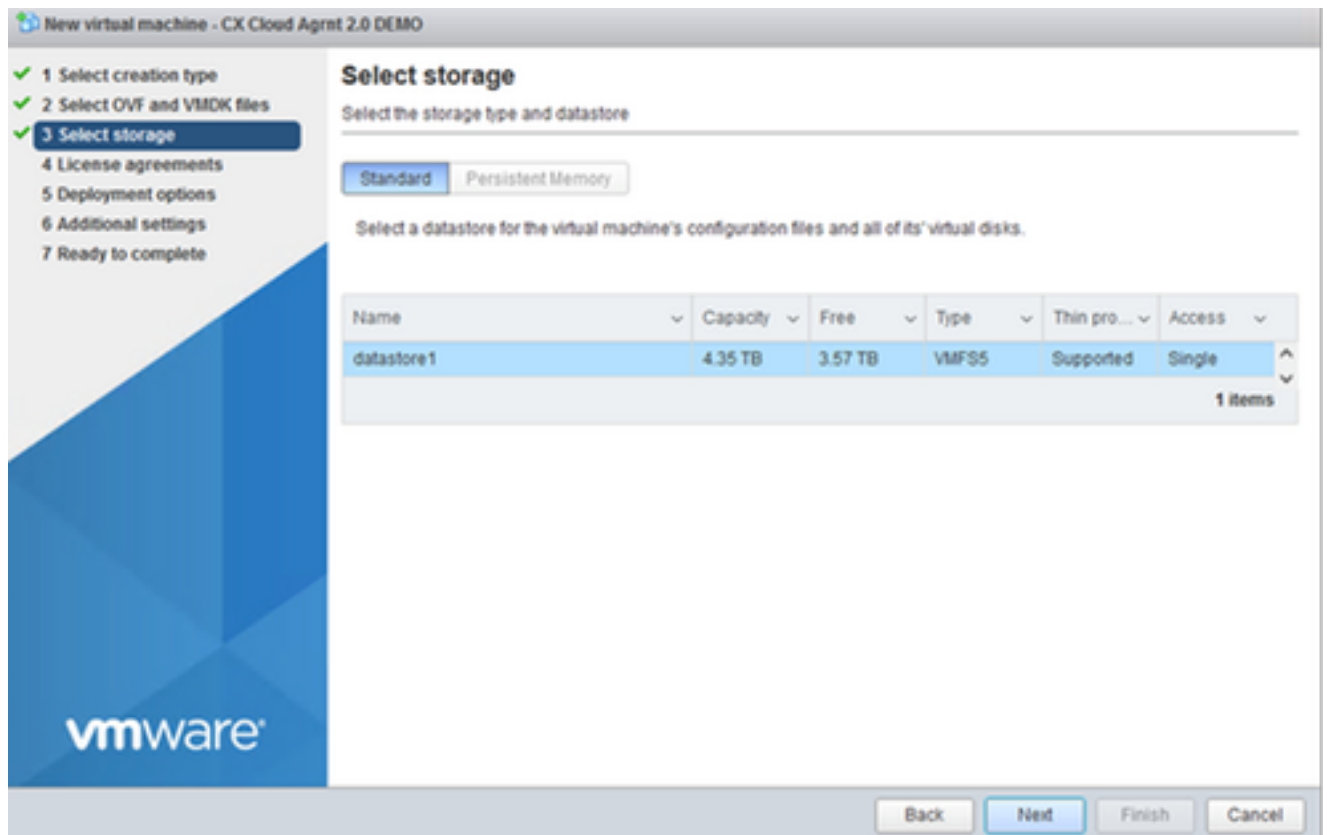 New virtual machine - CX Cloud Agrnt 2.0 DEMO
1 Select creation type
2 Select OVF and VMDK files
3 Select storage
4 License agreements
5 Deployment options
6 Additional settings
7 Ready to complete
vmware
Select storage
Select the storage type and datastore
Standard Persistent Memory
Select a datastore for the virtual machine's configuration files and all of its' virtual disks.
Name Capacity Free Type Thin pro... Access
datastore1 4.35 TB 3.57 TB VMFS5 Supported Single
1 items
Back Next Finish Cancel